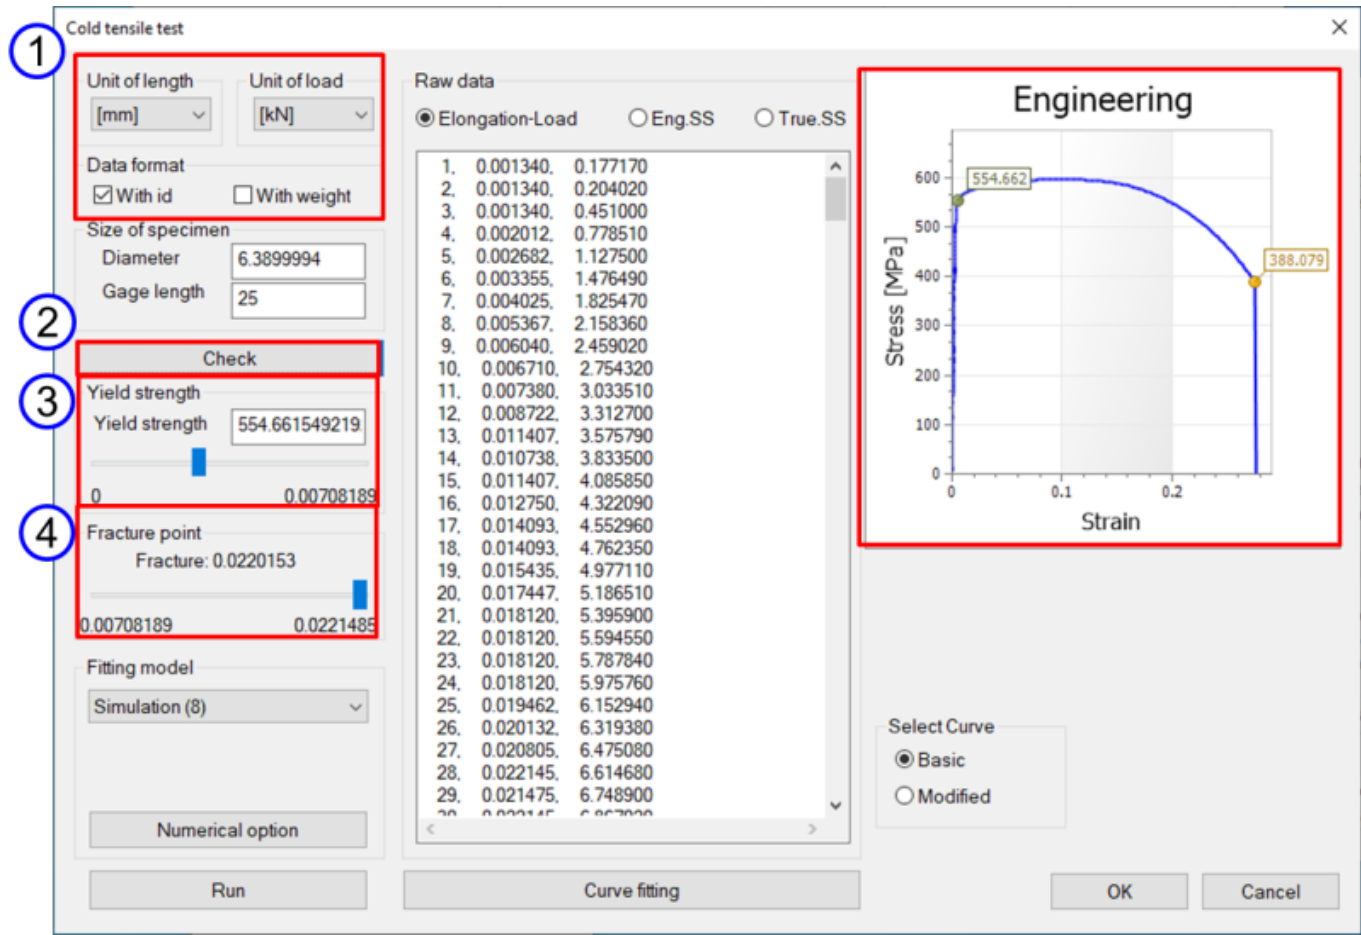 Cold tensile test
1
Unit of length
Unit of load
[mm]
[kN]
Data format
With id
With weight
Size of specimen
Diameter
6.3899994
Gage length
25
2
Check
3
Yield strength
Yield strength
554.661549219
0
0.00708189
4
Fracture point
Fracture: 0.0220153
0.00708189
0.0221485
Fitting model
Simulation (8)
Numerical option
Run
Raw data
Elongation-Load
Eng.SS
True.SS
1, 0.001340, 0.177170
2, 0.001340, 0.204020
3, 0.001340, 0.451000
4, 0.002012, 0.778510
5, 0.002682, 1.127500
6, 0.003355, 1.476490
7, 0.004025, 1.825470
8, 0.005367, 2.158360
9, 0.006040, 2.459020
10, 0.006710, 2.754320
11, 0.007380, 3.033510
12, 0.008722, 3.312700
13, 0.011407, 3.575790
14, 0.010738, 3.833500
15, 0.011407, 4.085850
16, 0.012750, 4.322090
17, 0.014093, 4.552960
18, 0.014093, 4.762350
19, 0.015435, 4.977110
20, 0.017447, 5.186510
21, 0.018120, 5.395900
22, 0.018120, 5.594550
23, 0.018120, 5.787840
24, 0.018120, 5.975760
25, 0.019462, 6.152940
26, 0.020132, 6.319380
27, 0.020805, 6.475080
28, 0.022145, 6.614680
29, 0.021475, 6.748900
Curve fitting
Engineering
Stress [MPa]
600
500
400
300
200
100
0
554.662
388.079
0
0.1
0.2
Strain
Select Curve
Basic
Modified
OK
Cancel